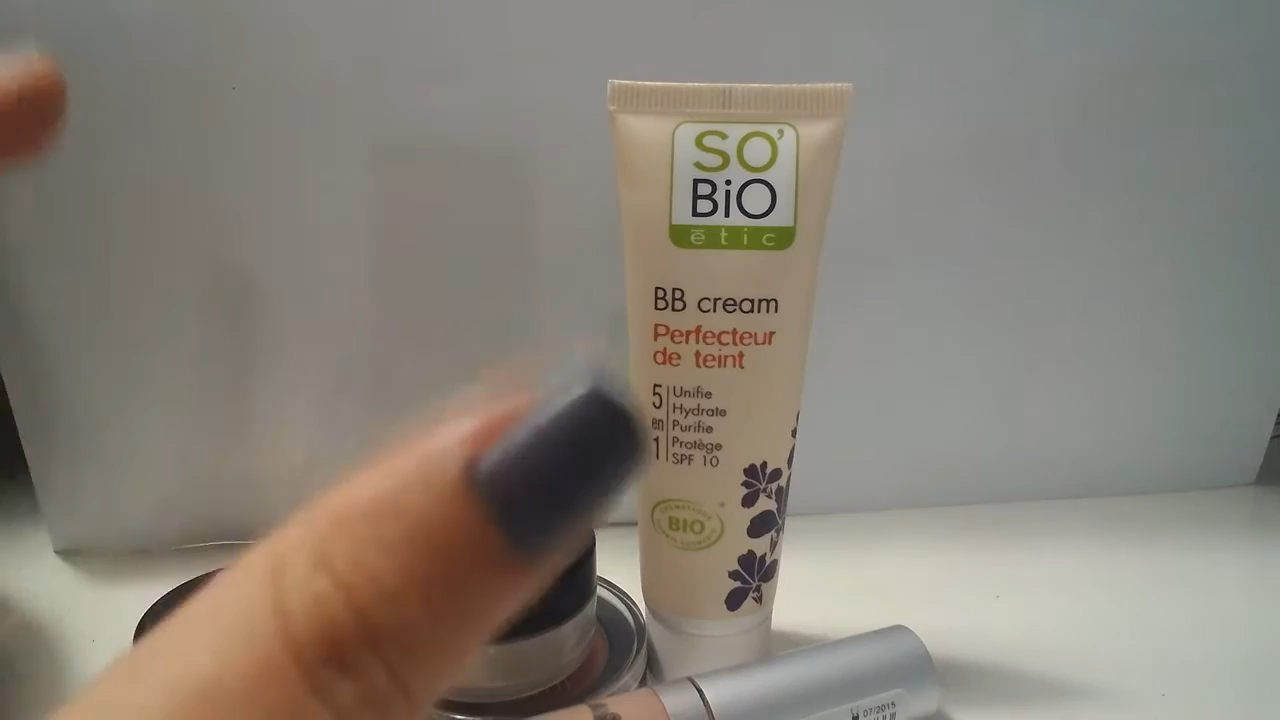 SO'
BiO
ētic
BB cream
Perfecteur
de teint
5 en 1
Unifie
Hydrate
Purifie
Protège
SPF 10
BIO
07/2015